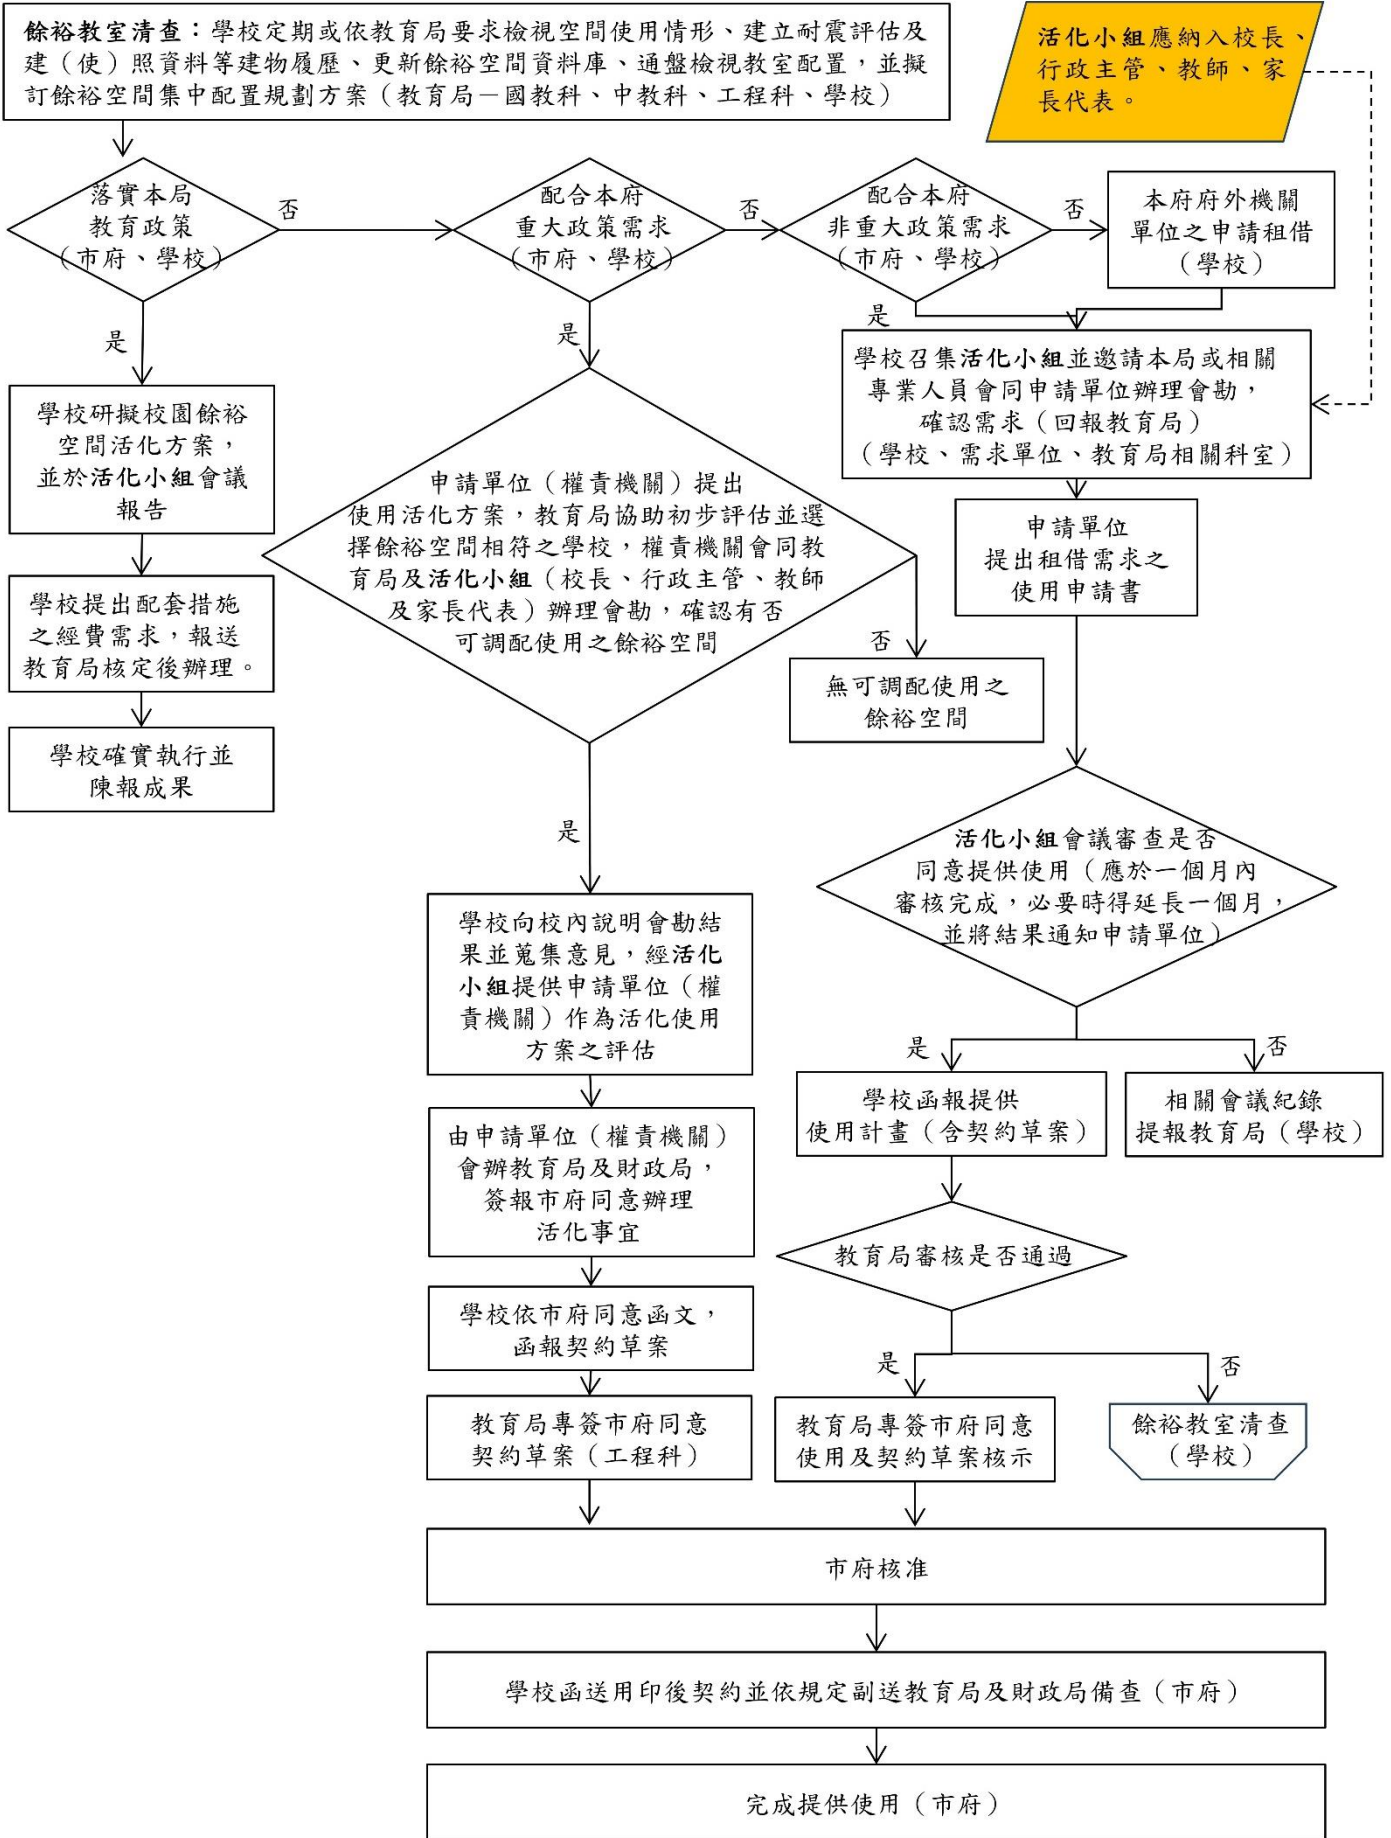 餘裕教室清查：學校定期或依教育局要求檢視空間使用情形、建立耐震評估及
建（使）照資料等建物履歷、更新餘裕空間資料庫、通盤檢視教室配置，並擬
訂餘裕空間集中配置規劃方案（教育局－國教科、中教科、工程科、學校）
活化小組應納入校長、
行政主管、教師、家
長代表。
落實本局
教育政策
（市府、學校）
否
配合本府
重大政策需求
（市府、學校）
否
配合本府
非重大政策需求
（市府、學校）
否
本府府外機關
單位之申請租借
（學校）
是
學校研擬校園餘裕
空間活化方案，
並於活化小組會議
報告
學校提出配套措施
之經費需求，報送
教育局核定後辦理。
學校確實執行並
陳報成果
是
申請單位（權責機關）提出
使用活化方案，教育局協助初步評估並選
擇餘裕空間相符之學校，權責機關會同教
育局及活化小組（校長、行政主管、教師
及家長代表）辦理會勘，確認有否
可調配使用之餘裕空間
否
無可調配使用之
餘裕空間
是
學校向校內說明會勘結
果並蒐集意見，經活化
小組提供申請單位（權
責機關）作為活化使用
方案之評估
由申請單位（權責機關）
會辦教育局及財政局，
簽報市府同意辦理
活化事宜
學校依市府同意函文，
函報契約草案
教育局專簽市府同意
契約草案（工程科）
是
學校召集活化小組並邀請本局或相關
專業人員會同申請單位辦理會勘，
確認需求（回報教育局）
（學校、需求單位、教育局相關科室）
申請單位
提出租借需求之
使用申請書
活化小組會議審查是否
同意提供使用（應於一個月內
審核完成，必要時得延長一個月，
並將結果通知申請單位）
是
學校函報提供
使用計畫（含契約草案）
否
相關會議紀錄
提報教育局（學校）
教育局審核是否通過
是
教育局專簽市府同意
使用及契約草案核示
否
餘裕教室清查
（學校）
市府核准
學校函送用印後契約並依規定副送教育局及財政局備查（市府）
完成提供使用（市府）